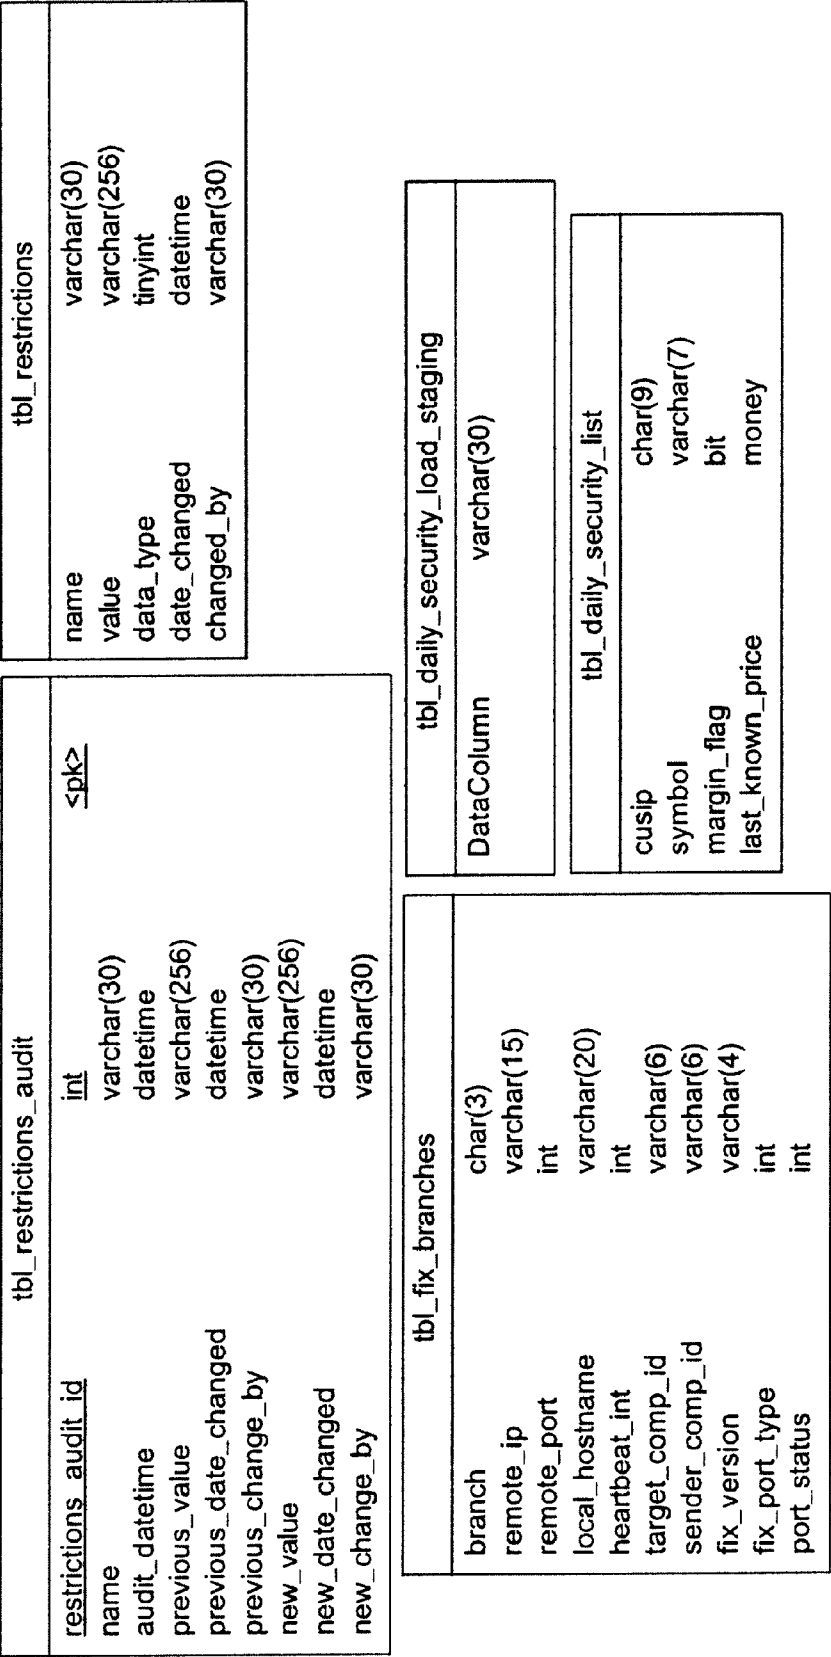 tbl_restrictions_audit
restrictions_audit_id int <pk>
name varchar(30)
audit_datetime datetime
previous_value varchar(256)
previous_date_changed datetime
previous_change_by varchar(30)
new_value varchar(256)
new_date_changed datetime
new_change_by varchar(30)
tbl_restrictions
name varchar(30)
value varchar(256)
data_type tinyint
date_changed datetime
changed_by varchar(30)
tbl_fix_branches
branch char(3)
remote_ip varchar(15)
remote_port int
local_hostname varchar(20)
heartbeat_int int
target_comp_id varchar(6)
sender_comp_id varchar(6)
fix_version varchar(4)
fix_port_type int
port_status int
tbl_daily_security_load_staging
DataColumn varchar(30)
tbl_daily_security_list
cusip char(9)
symbol varchar(7)
margin_flag bit
last_known_price money